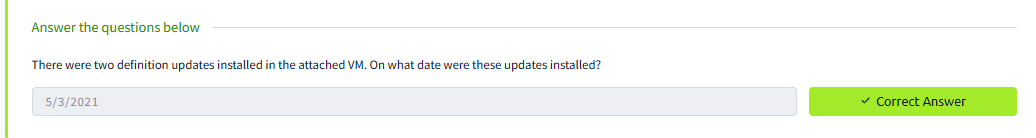 Answer the questions below
There were two definition updates installed in the attached VM. On what date were these updates installed?
5/3/2021
✓ Correct Answer